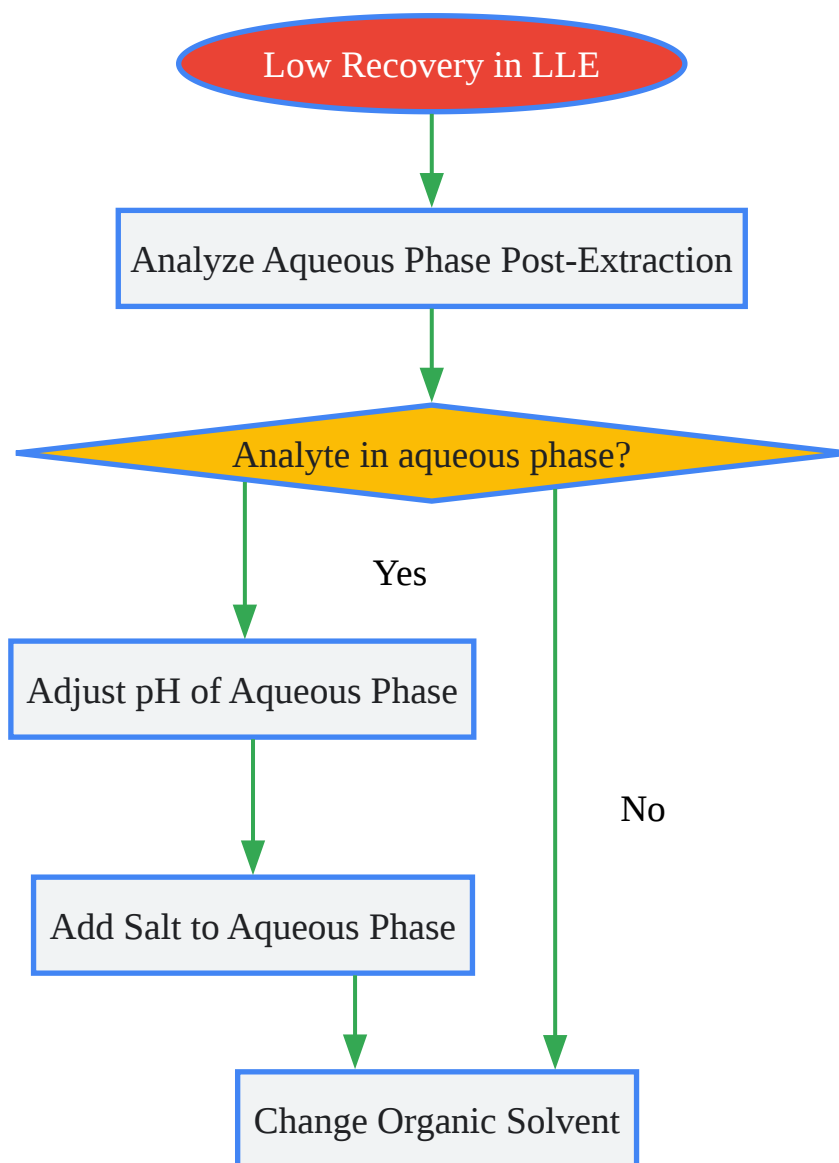 Low Recovery in LLE
Analyze Aqueous Phase Post-Extraction
Analyte in aqueous phase?
Yes
Adjust pH of Aqueous Phase
No
Add Salt to Aqueous Phase
Change Organic Solvent